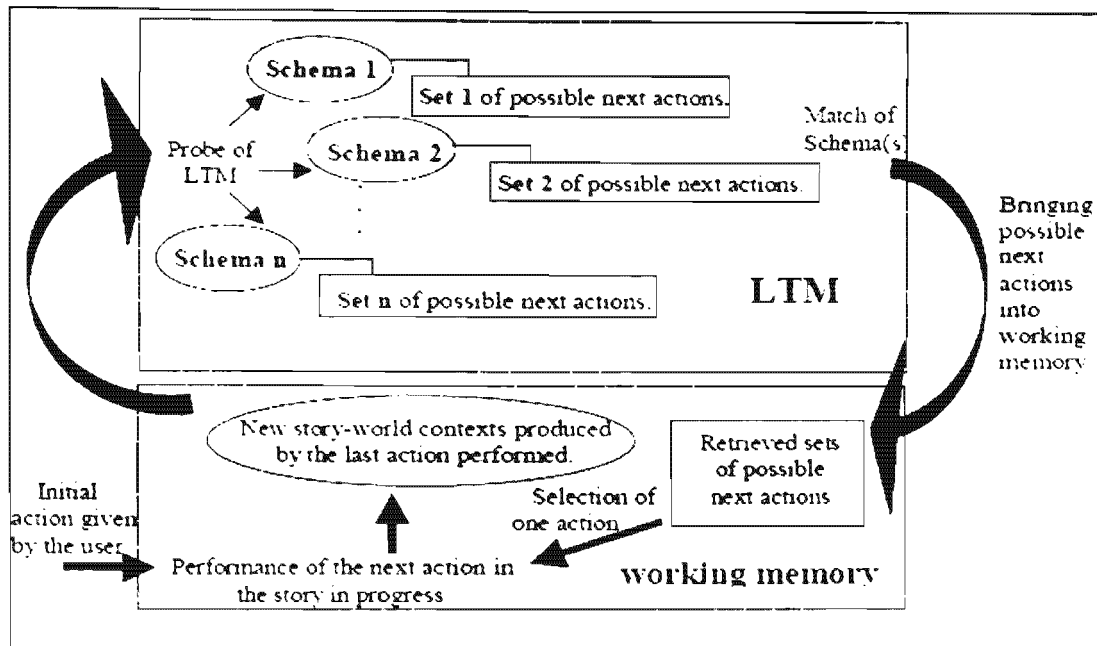 Schema 1
Set 1 of possible next actions.
Probe of
LTM
Schema 2
Set 2 of possible next actions.
Match of
Schema(s)
Schema n
Set n of possible next actions.
LTM
Bringing
possible
next
actions
into
working
memory
New story-world contexts produced
by the last action performed.
Retrieved sets
of possible
next actions
Initial
action given
by the user
Selection of
one action
Performance of the next action in
the story in progress
working memory